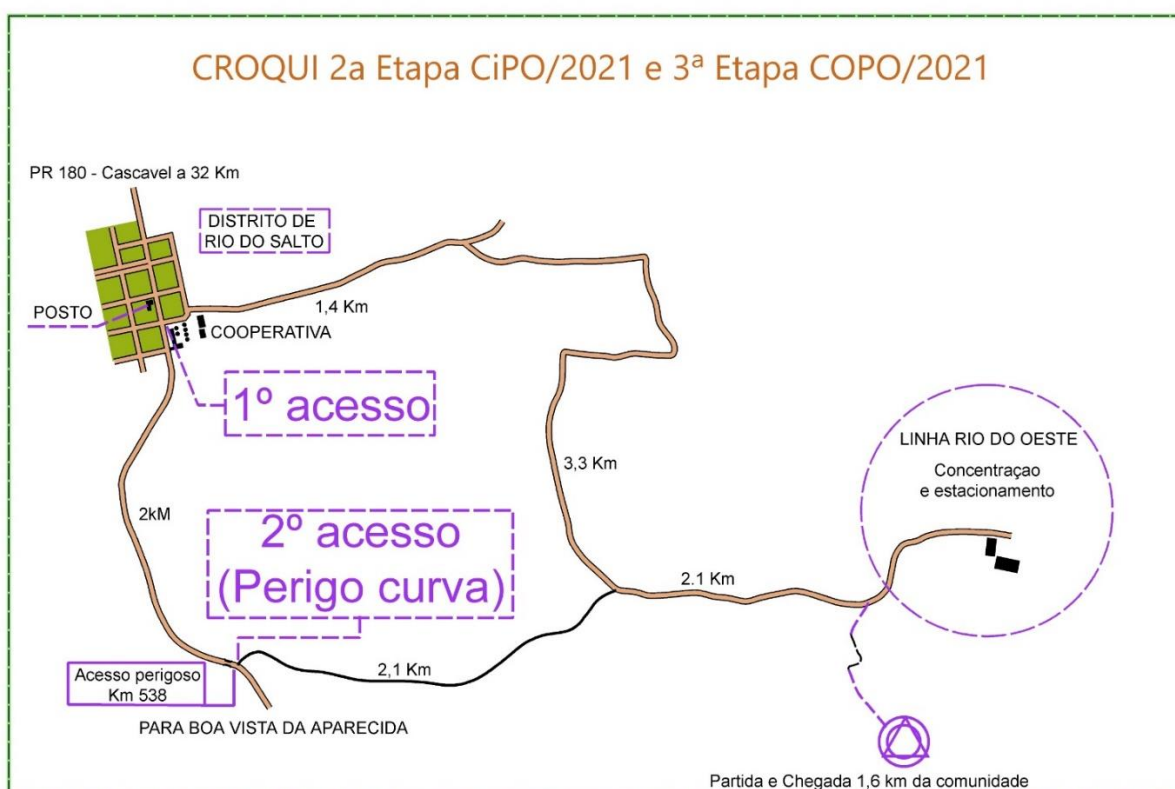 CROQUI 2a Etapa CiPO/2021 e 3ª Etapa COPO/2021
PR 180 - Cascavel a 32 Km
DISTRITO DE
RIO DO SALTO
POSTO
1,4 Km
COOPERATIVA
1º acesso
LINHA RIO DO OESTE
Concentraçao
e estacionamento
3,3 Km
2kM
2º acesso
(Perigo curva)
2.1 Km
2,1 Km
Acesso perigoso
Km 538
PARA BOA VISTA DA APARECIDA
Partida e Chegada 1,6 km da comunidade